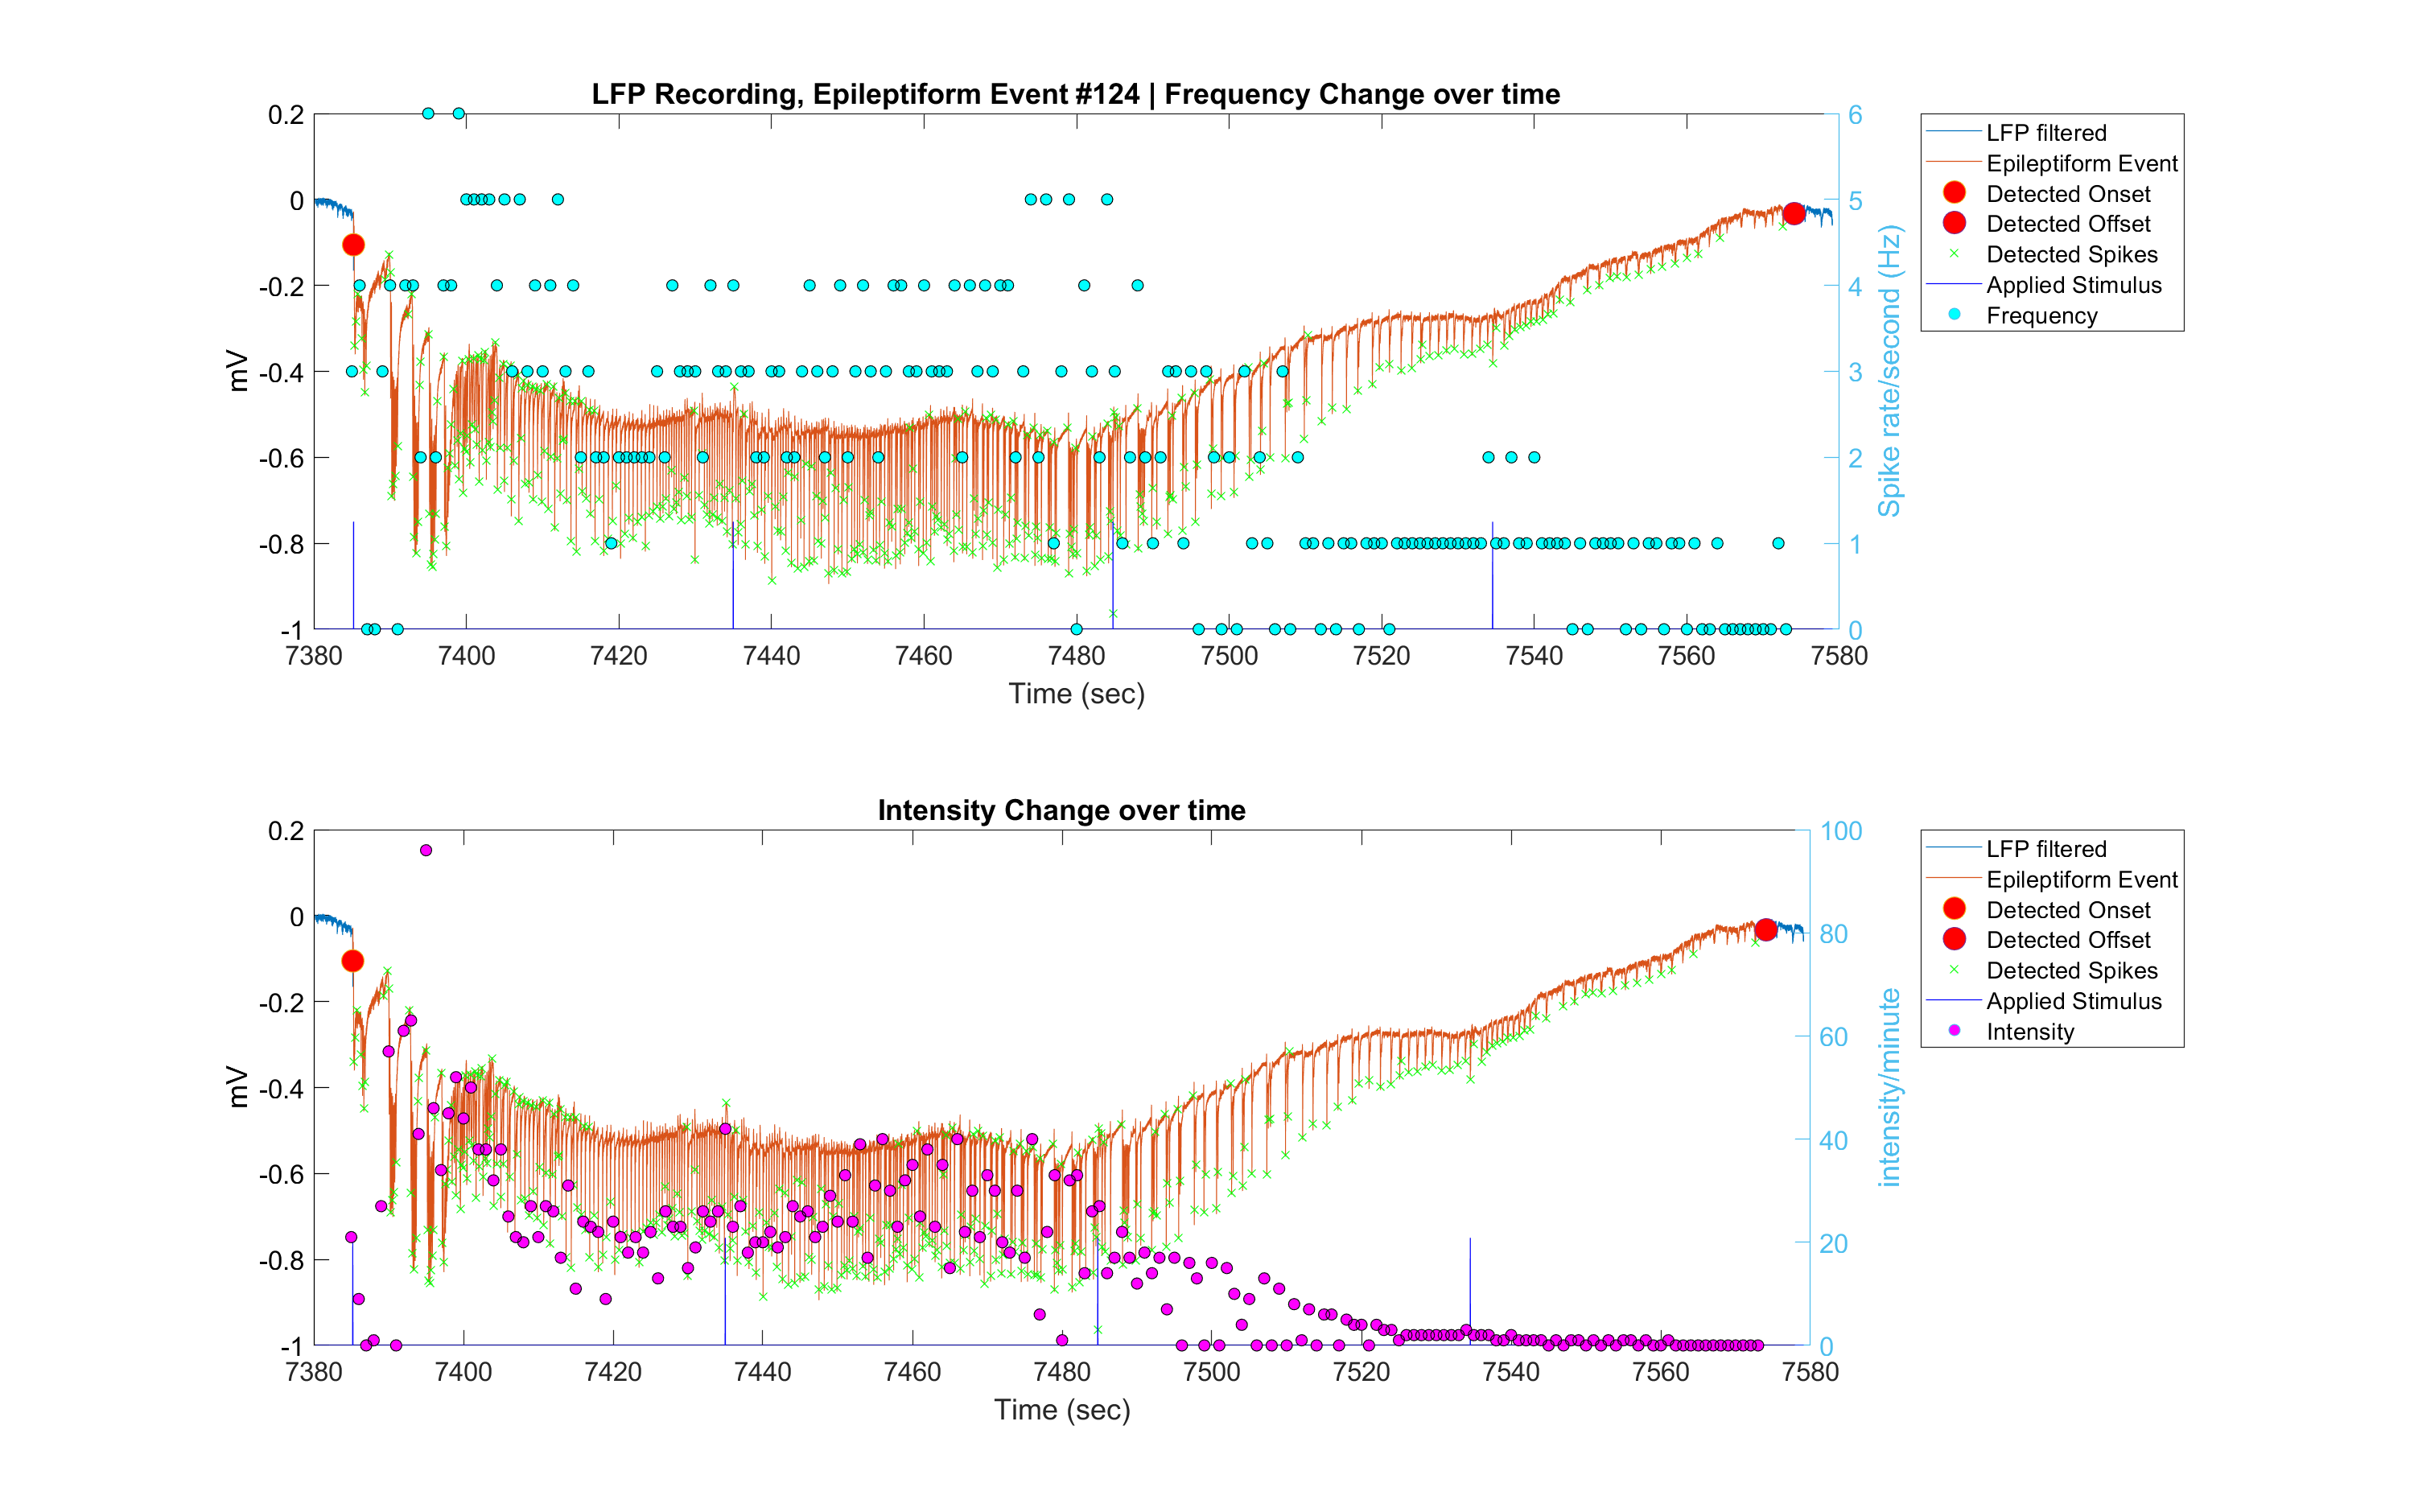 LFP Recording, Epileptiform Event #124 | Frequency Change over time
0.2
0
-0.2
-0.4
-0.6
-0.8
-1
mV
7380 7400 7420 7440 7460 7480 7500 7520 7540 7560 7580
Time (sec)
6
5
4
3
2
1
0
Spike rate/second (Hz)
LFP filtered
Epileptiform Event
Detected Onset
Detected Offset
Detected Spikes
Applied Stimulus
Frequency
Intensity Change over time
0.2
0
-0.2
-0.4
-0.6
-0.8
-1
mV
7380 7400 7420 7440 7460 7480 7500 7520 7540 7560 7580
Time (sec)
100
80
60
40
20
0
intensity/minute
LFP filtered
Epileptiform Event
Detected Onset
Detected Offset
Detected Spikes
Applied Stimulus
Intensity